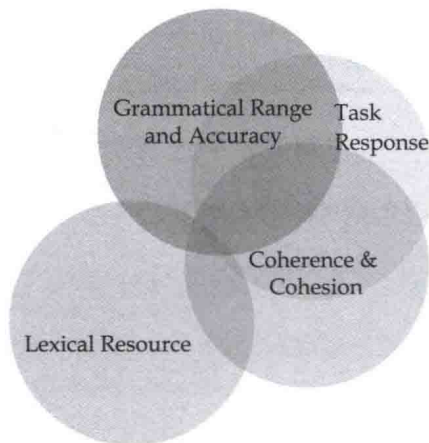 Grammatical Range
and Accuracy
Task
Response
Coherence &
Cohesion
Lexical Resource